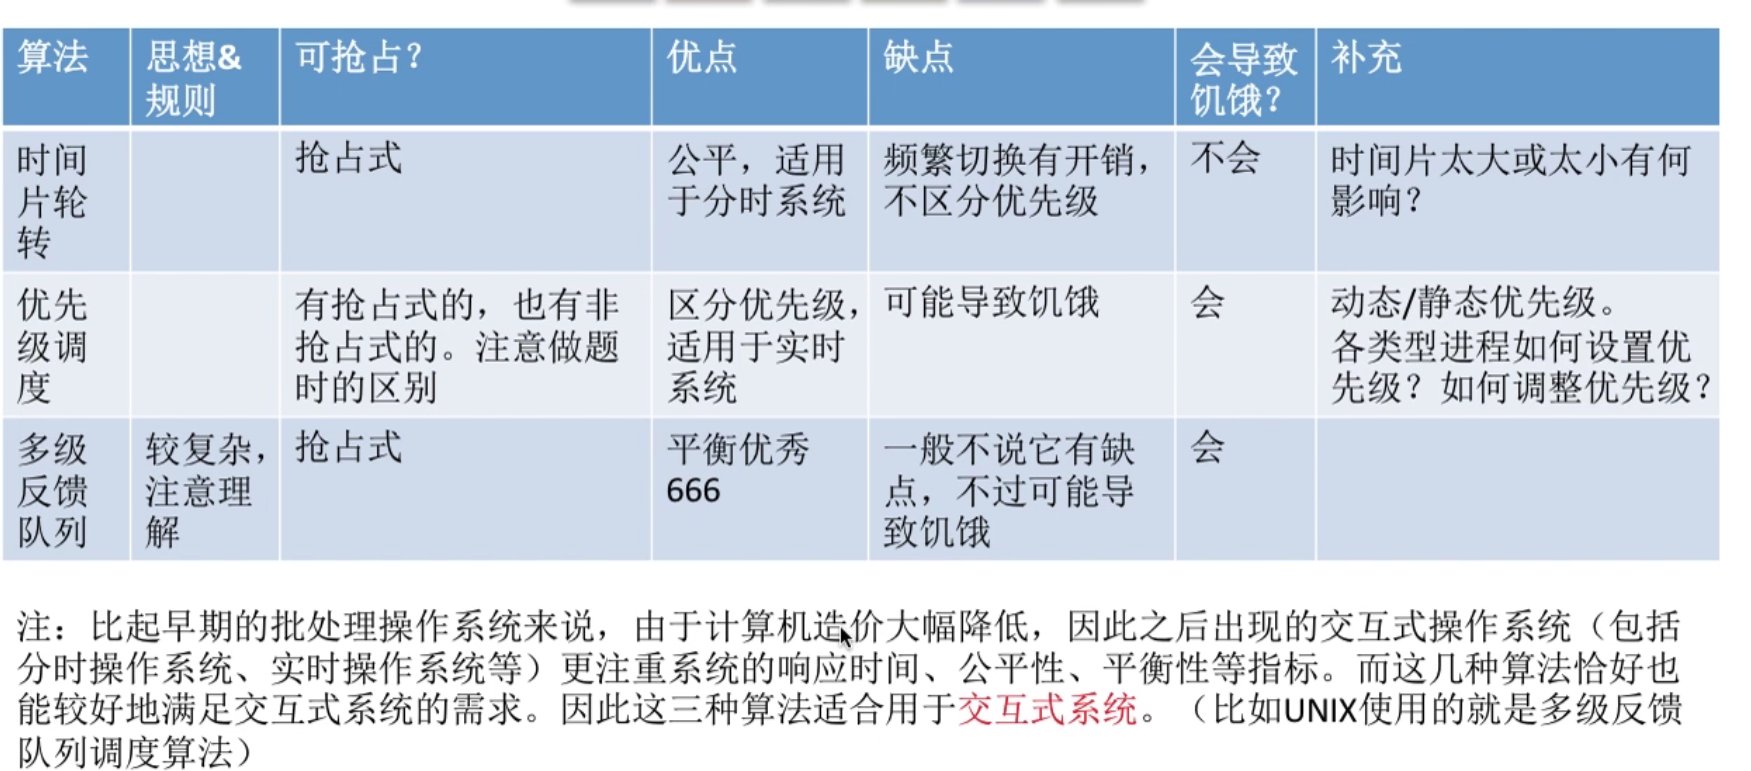 算法
思想&
规则
可抢占？
优点
缺点
会导致
饥饿？
补充
时间
片轮
转
抢占式
公平，适用
于分时系统
频繁切换有开销，
不区分优先级
不会
时间片太大或太小有何
影响？
优先
级调
度
有抢占式的，也有非
抢占式的。注意做题
时的区别
区分优先级，
适用于实时
系统
可能导致饥饿
会
动态/静态优先级。
各类型进程如何设置优
先级？如何调整优先级？
多级
反馈
队列
较复杂，
注意理
解
抢占式
平衡优秀
666
一般不说它有缺
点，不过可能导
致饥饿
会
注：比起早期的批处理操作系统来说，由于计算机造价大幅降低，因此之后出现的交互式操作系统（包括
分时操作系统、实时操作系统等）更注重系统的响应时间、公平性、平衡性等指标。而这几种算法恰好也
能较好地满足交互式系统的需求。因此这三种算法适合用于交互式系统。（比如UNIX使用的就是多级反馈
队列调度算法）